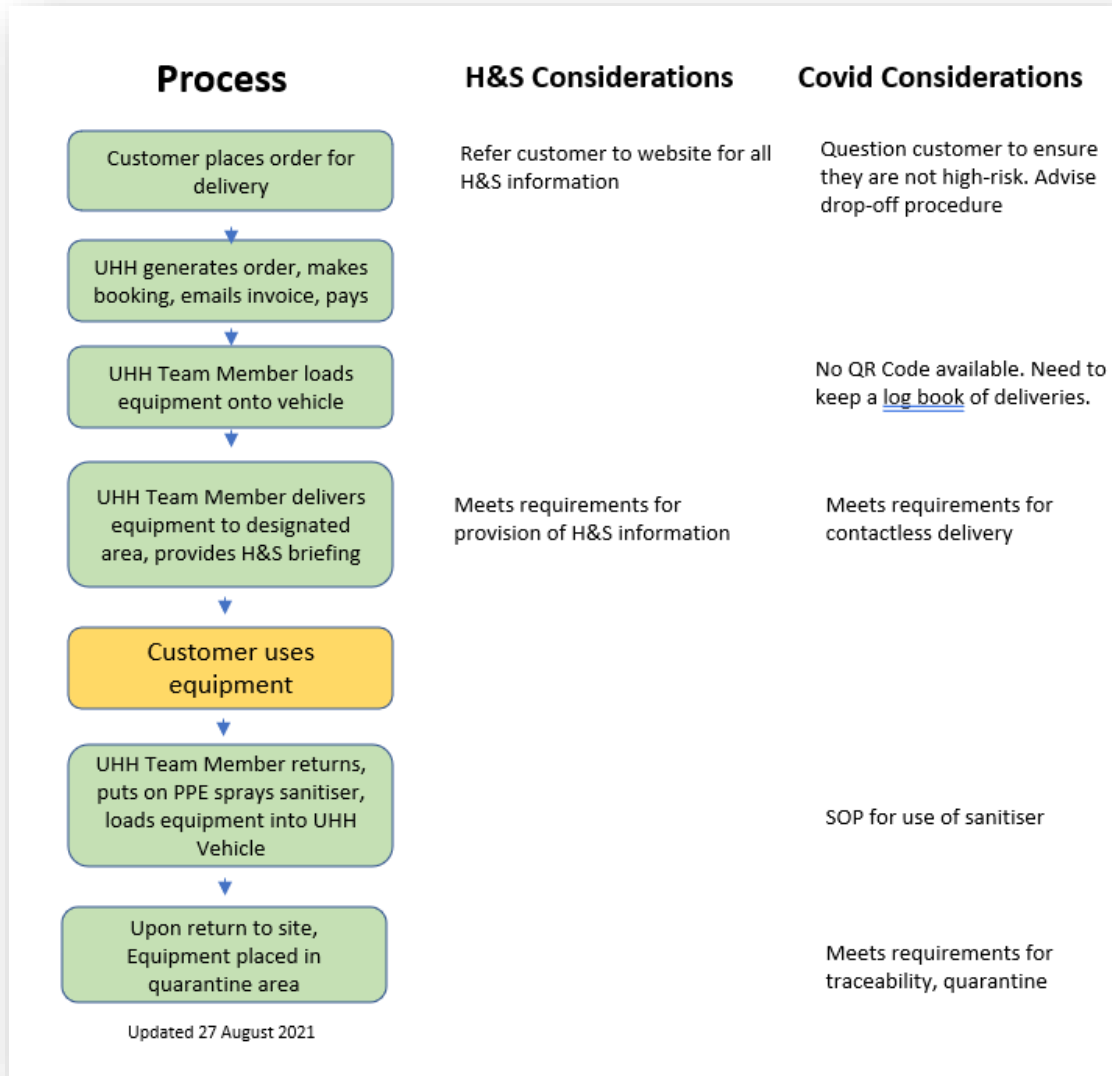 Process
H&S Considerations
Covid Considerations
Customer places order for
delivery
Refer customer to website for all
H&S information
Question customer to ensure
they are not high-risk. Advise
drop-off procedure
UHH generates order, makes
booking, emails invoice, pays
UHH Team Member loads
equipment onto vehicle
No QR Code available. Need to
keep a log book of deliveries.
UHH Team Member delivers
equipment to designated
area, provides H&S briefing
Meets requirements for
provision of H&S information
Meets requirements for
contactless delivery
Customer uses
equipment
UHH Team Member returns,
puts on PPE sprays sanitiser,
loads equipment into UHH
Vehicle
SOP for use of sanitiser
Upon return to site,
Equipment placed in
quarantine area
Meets requirements for
traceability, quarantine
Updated 27 August 2021